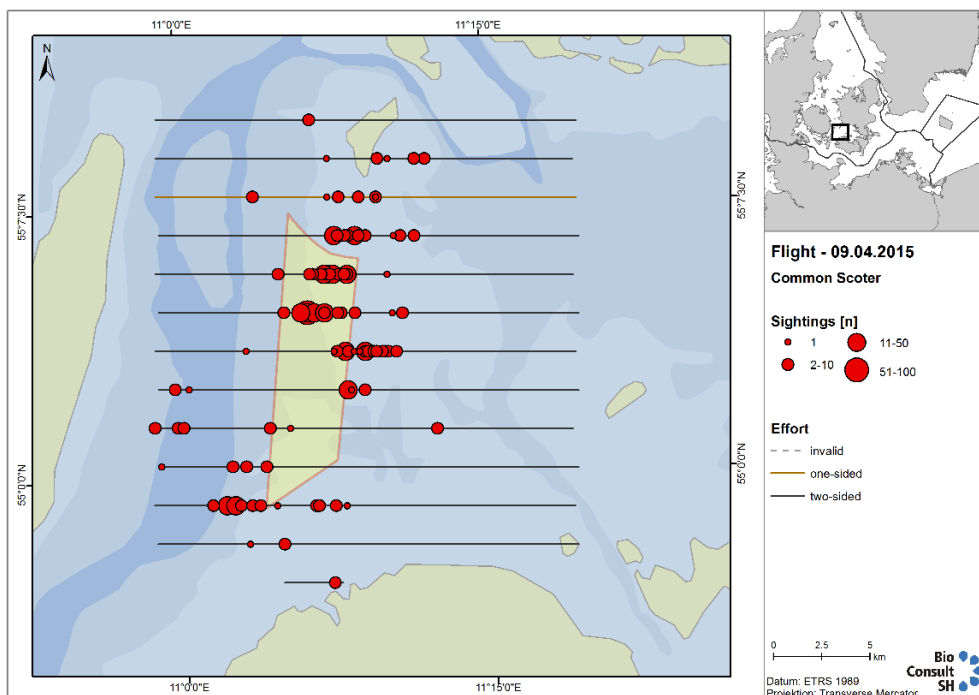 11°0'0"E
11°15'0"E
N
55°7'30"N
55°7'30"N
55°0'0"N
55°0'0"N
11°0'0"E
11°15'0"E
Flight - 09.04.2015
Common Scoter
Sightings [n]
1
11-50
2-10
51-100
Effort
invalid
one-sided
two-sided
0
2.5
5
km
Datum: ETRS 1989
Projektion: Transverse Mercator
Bio
Consult
SH